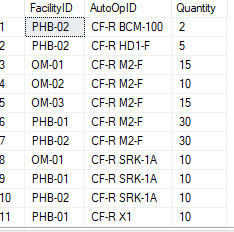 FacilityID AutoOpID Quantity
1 PHB-02 CF-R BCM-100 2
2 PHB-02 CF-R HD1-F 5
3 OM-01 CF-R M2-F 15
4 OM-02 CF-R M2-F 10
5 OM-03 CF-R M2-F 15
6 PHB-01 CF-R M2-F 30
7 PHB-02 CF-R M2-F 30
8 OM-01 CF-R SRK-1A 10
9 PHB-01 CF-R SRK-1A 10
10 PHB-02 CF-R SRK-1A 10
11 PHB-01 CF-R X1 10